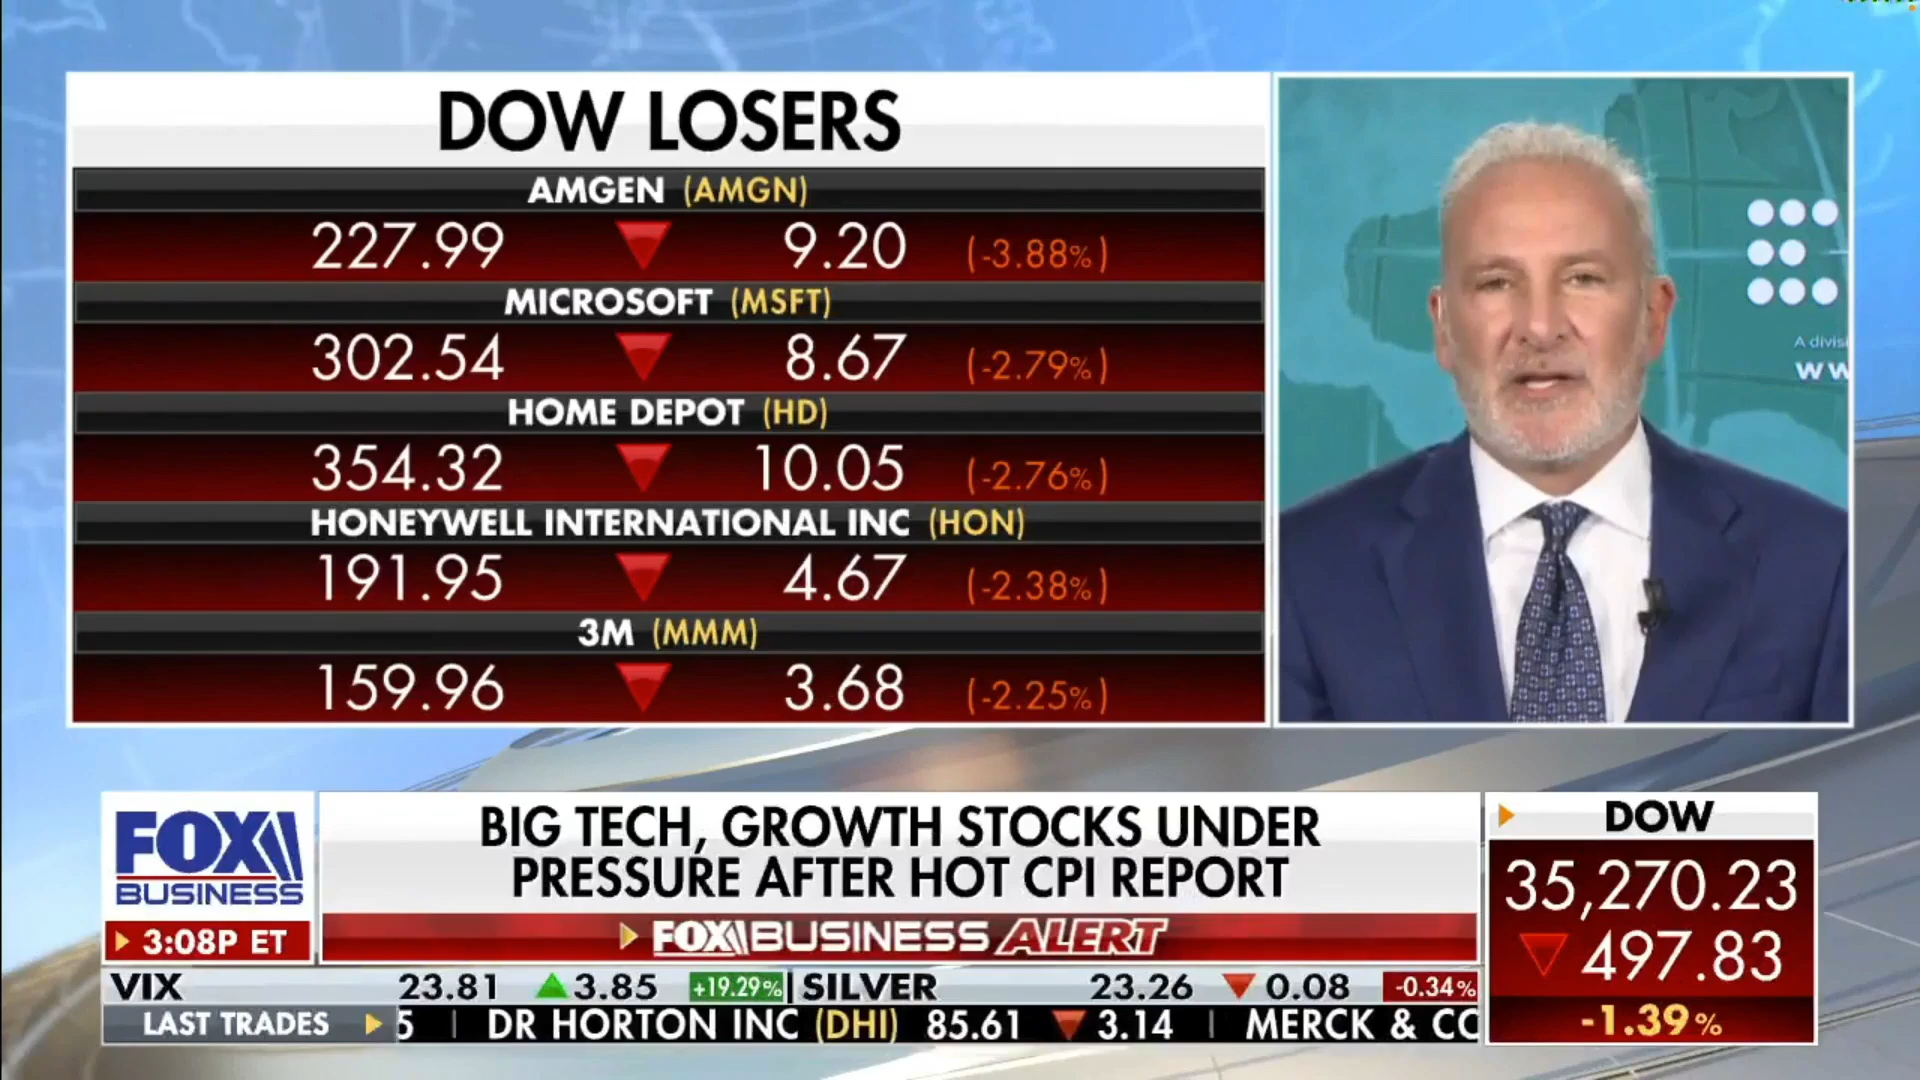 DOW LOSERS
AMGEN (AMGN)
227.99 ▼ 9.20 (-3.88%)
MICROSOFT (MSFT)
302.54 ▼ 8.67 (-2.79%)
HOME DEPOT (HD)
354.32 ▼ 10.05 (-2.76%)
HONEYWELL INTERNATIONAL INC (HON)
191.95 ▼ 4.67 (-2.38%)
3M (MMM)
159.96 ▼ 3.68 (-2.25%)
A divisi
WW
FOX
BUSINESS
3:08P ET
BIG TECH, GROWTH STOCKS UNDER
PRESSURE AFTER HOT CPI REPORT
FOX BUSINESS ALERT
DOW
35,270.23
▼ 497.83
-1.39%
VIX 23.81 ▲ 3.85 +19.29% | SILVER 23.26 ▼ 0.08 -0.34%
LAST TRADES 5 | DR HORTON INC (DHI) 85.61 ▼ 3.14 | MERCK & CC